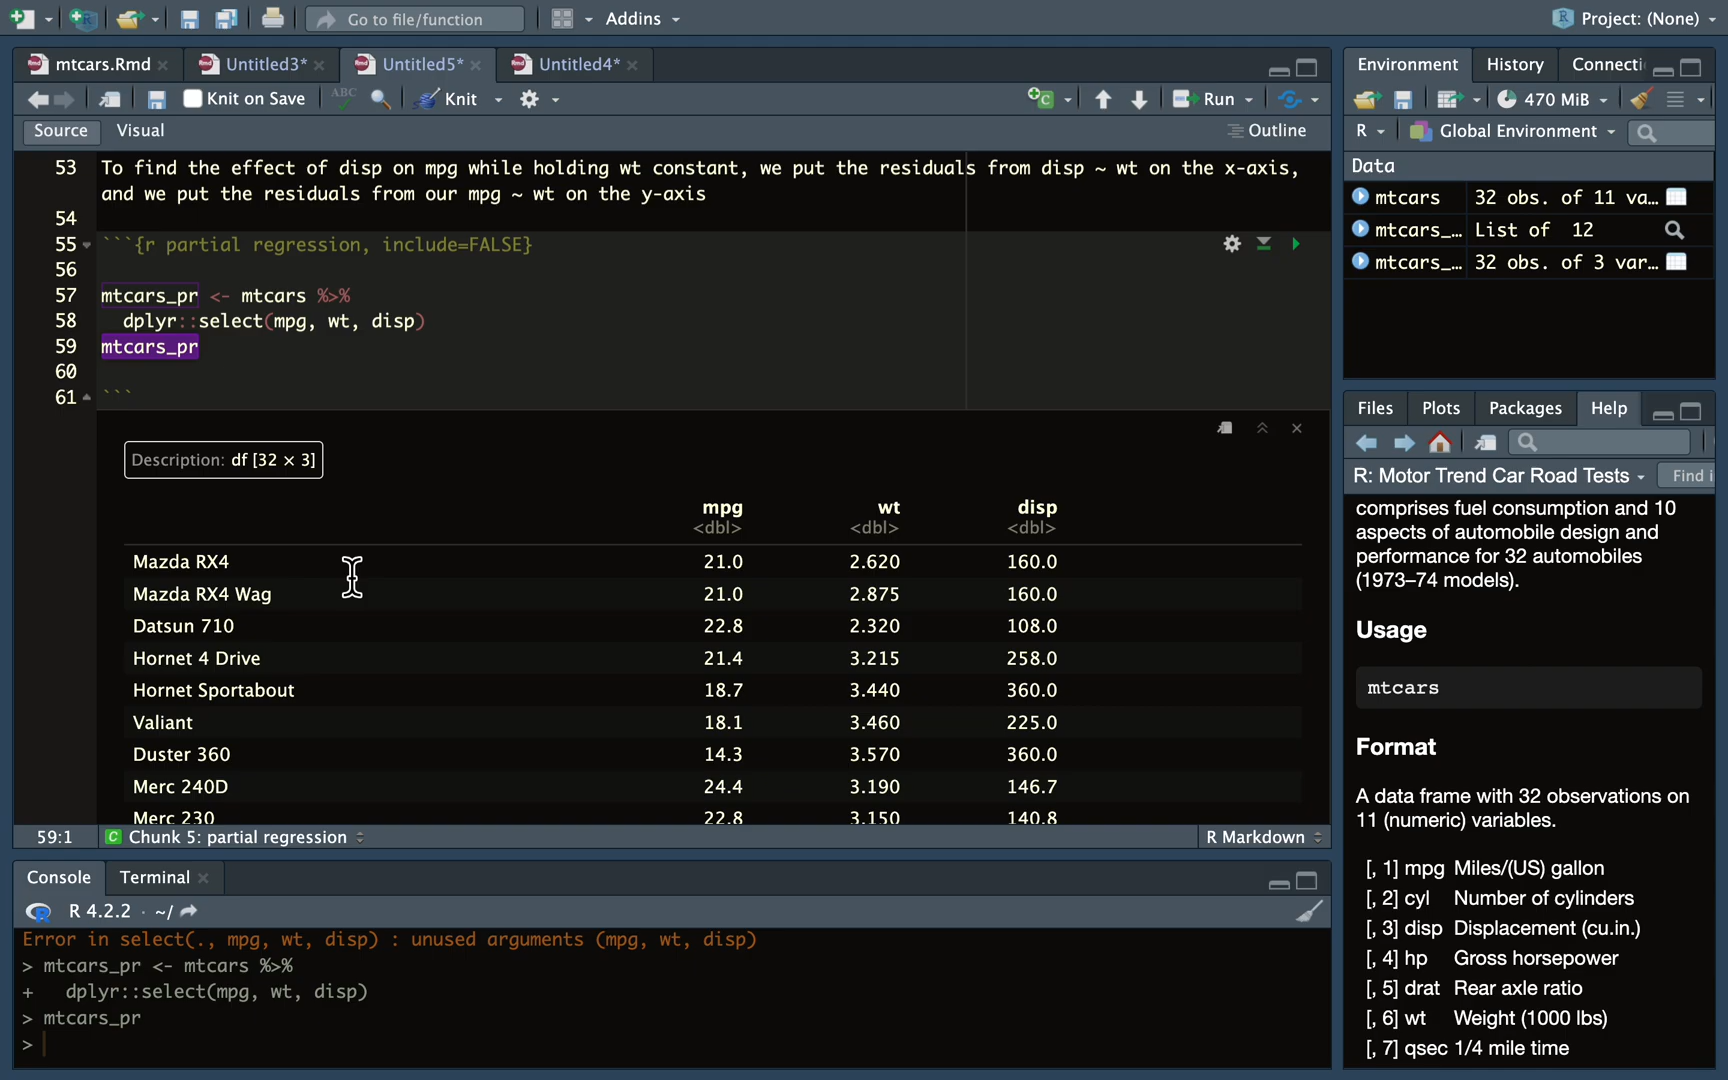 Go to file/function
Addins
Project: (None)
mtcars.Rmd
Untitled3*
Untitled5*
Untitled4*
Knit on Save
ABC
Knit
Run
Source
Visual
Outline
53 To find the effect of disp on mpg while holding wt constant, we put the residuals from disp ~ wt on the x-axis,
and we put the residuals from our mpg ~ wt on the y-axis
54
55 ```{r partial regression, include=FALSE}
56
57 mtcars_pr <- mtcars %>%
58 dplyr::select(mpg, wt, disp)
59 mtcars_pr
60
61 ```
Description: df [32 × 3]
mpg wt disp
<dbl> <dbl> <dbl>
Mazda RX4 21.0 2.620 160.0
Mazda RX4 Wag 21.0 2.875 160.0
Datsun 710 22.8 2.320 108.0
Hornet 4 Drive 21.4 3.215 258.0
Hornet Sportabout 18.7 3.440 360.0
Valiant 18.1 3.460 225.0
Duster 360 14.3 3.570 360.0
Merc 240D 24.4 3.190 146.7
Merc 230 22.8 3.150 140.8
59:1 C Chunk 5: partial regression R Markdown
Console
Terminal
R 4.2.2 · ~/
Error in select(., mpg, wt, disp) : unused arguments (mpg, wt, disp)
> mtcars_pr <- mtcars %>%
+ dplyr::select(mpg, wt, disp)
> mtcars_pr
>
Environment
History
Connecti
470 MiB
R
Global Environment
Data
mtcars 32 obs. of 11 va…
mtcars_… List of 12
mtcars_… 32 obs. of 3 var…
Files
Plots
Packages
Help
R: Motor Trend Car Road Tests
Find i
comprises fuel consumption and 10
aspects of automobile design and
performance for 32 automobiles
(1973–74 models).
Usage
mtcars
Format
A data frame with 32 observations on
11 (numeric) variables.
[, 1] mpg Miles/(US) gallon
[, 2] cyl Number of cylinders
[, 3] disp Displacement (cu.in.)
[, 4] hp Gross horsepower
[, 5] drat Rear axle ratio
[, 6] wt Weight (1000 lbs)
[, 7] qsec 1/4 mile time